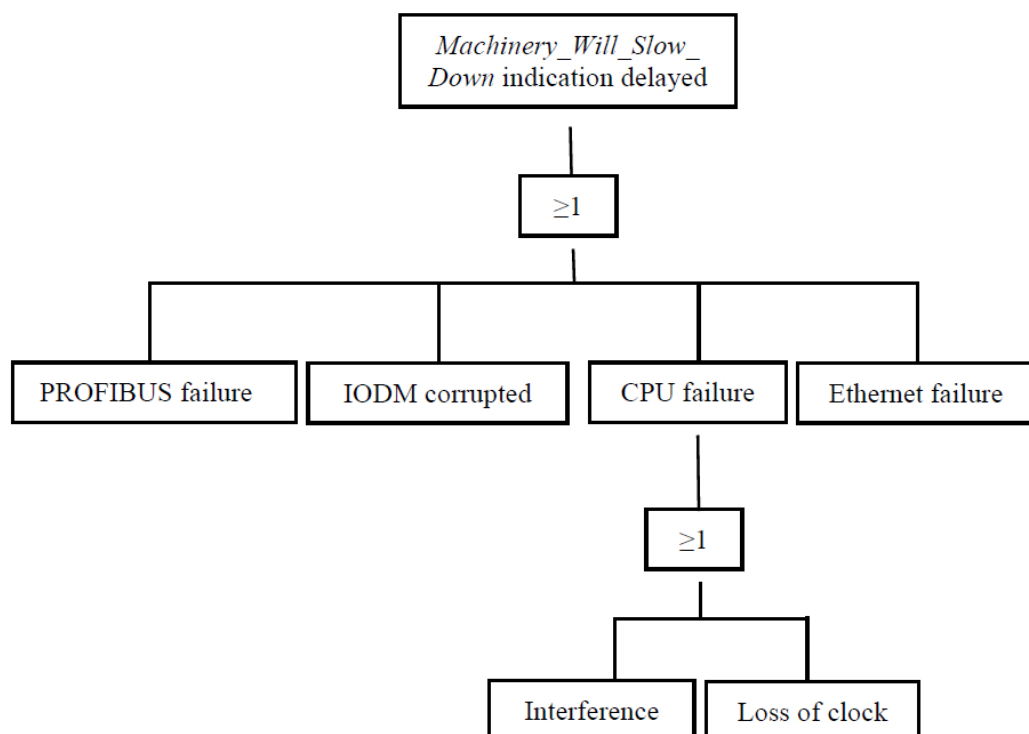 Machinery_Will_Slow_
Down indication delayed
≥1
PROFIBUS failure
IODM corrupted
CPU failure
Ethernet failure
≥1
Interference
Loss of clock